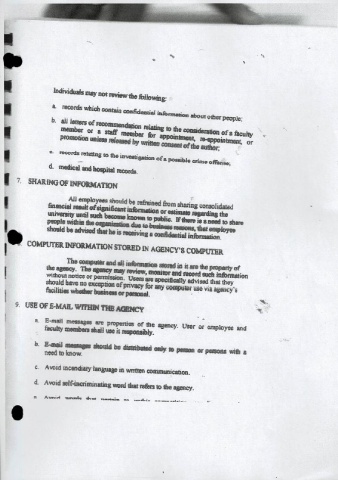 Individuals may not review the following:
a. records which contain confidential information about other people;
b. all letters of recommendation relating to the consideration of a faculty
member or a staff member for appointment, re-appointment, or
promotion unless released by written consent of the author;
c. records relating to the investigation of a possible crime offense;
d. medical and hospital records.
7. SHARING OF INFORMATION
All employees should be refrained from sharing consolidated
financial result of significant information or estimate regarding the
university until such become known to public. If there is a need to share
people within the organization due to business reasons, that employee
should be advised that he is receiving a confidential information.
COMPUTER INFORMATION STORED IN AGENCY'S COMPUTER
The computer and all information stored in it are the property of
the agency. The agency may review, monitor and record such information
without notice or permission. Users are specifically advised that they
should have no exception of privacy for any computer use via agency's
facilities whether business or personal.
9. USE OF E-MAIL WITHIN THE AGENCY
a. E-mail messages are properties of the agency. User or employee and
faculty members shall use is responsibly.
b. E-mail messages should be distributed only to person or persons with a
need to know.
c. Avoid incendiary language in written communication.
d. Avoid self-incriminating word that refers to the agency.